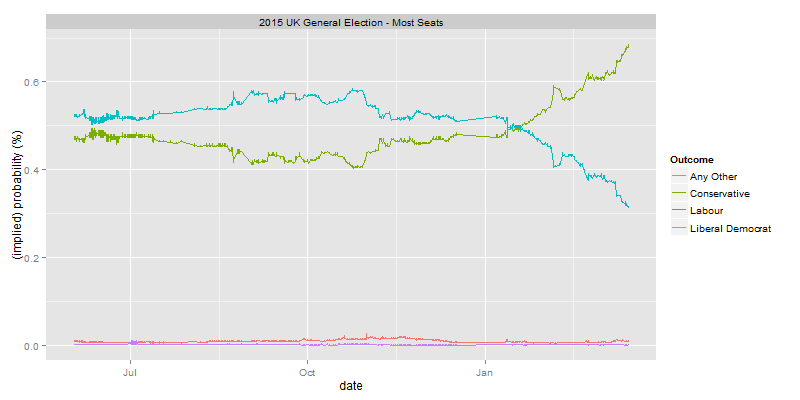 2015 UK General Election - Most Seats
0.6
0.4
0.2
0.0
(implied) probability (%)
Jul
Oct
Jan
date
Outcome
Any Other
Conservative
Labour
Liberal Democrat